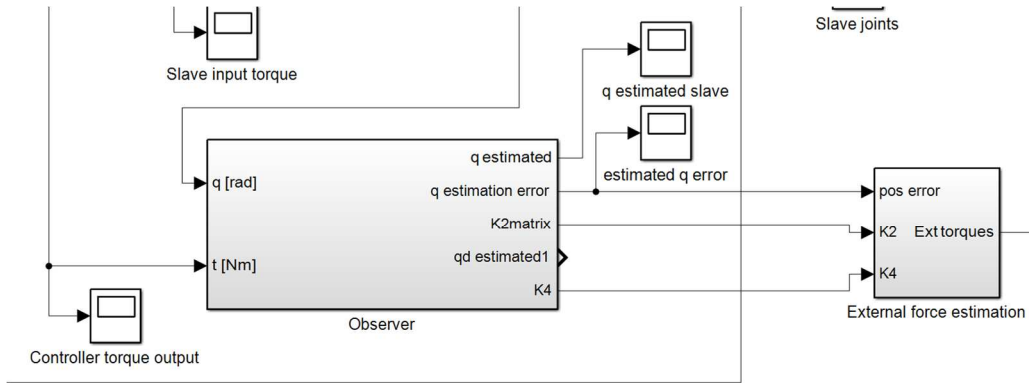 Slave joints
Slave input torque
q estimated slave
estimated q error
q [rad]
t [Nm]
q estimated
q estimation error
K2matrix
qd estimated1
K4
Observer
pos error
K2
K4
Ext torques
External force estimation
Controller torque output